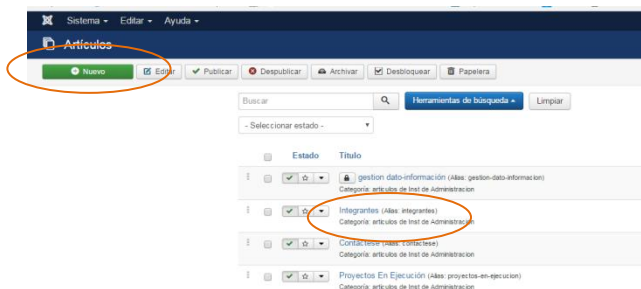 Sistema Editar Ayuda
Artículos
Nuevo Editar Publicar Despublicar Archivar Desbloquear Papelera
Buscar Herramientas de búsqueda Limpiar
- Seleccionar estado -
Estado Título
gestion dato-información (Alias: gestion-dato-informacion)
Categoría: articulos de Inst de Administracion
Integrantes (Alias: integrantes)
Categoría: articulos de Inst de Administracion
Contáctese (Alias: contactese)
Categoría: articulos de Inst de Administracion
Proyectos En Ejecución (Alias: proyectos-en-ejecucion)
Categoría: articulos de Inst de Administracion